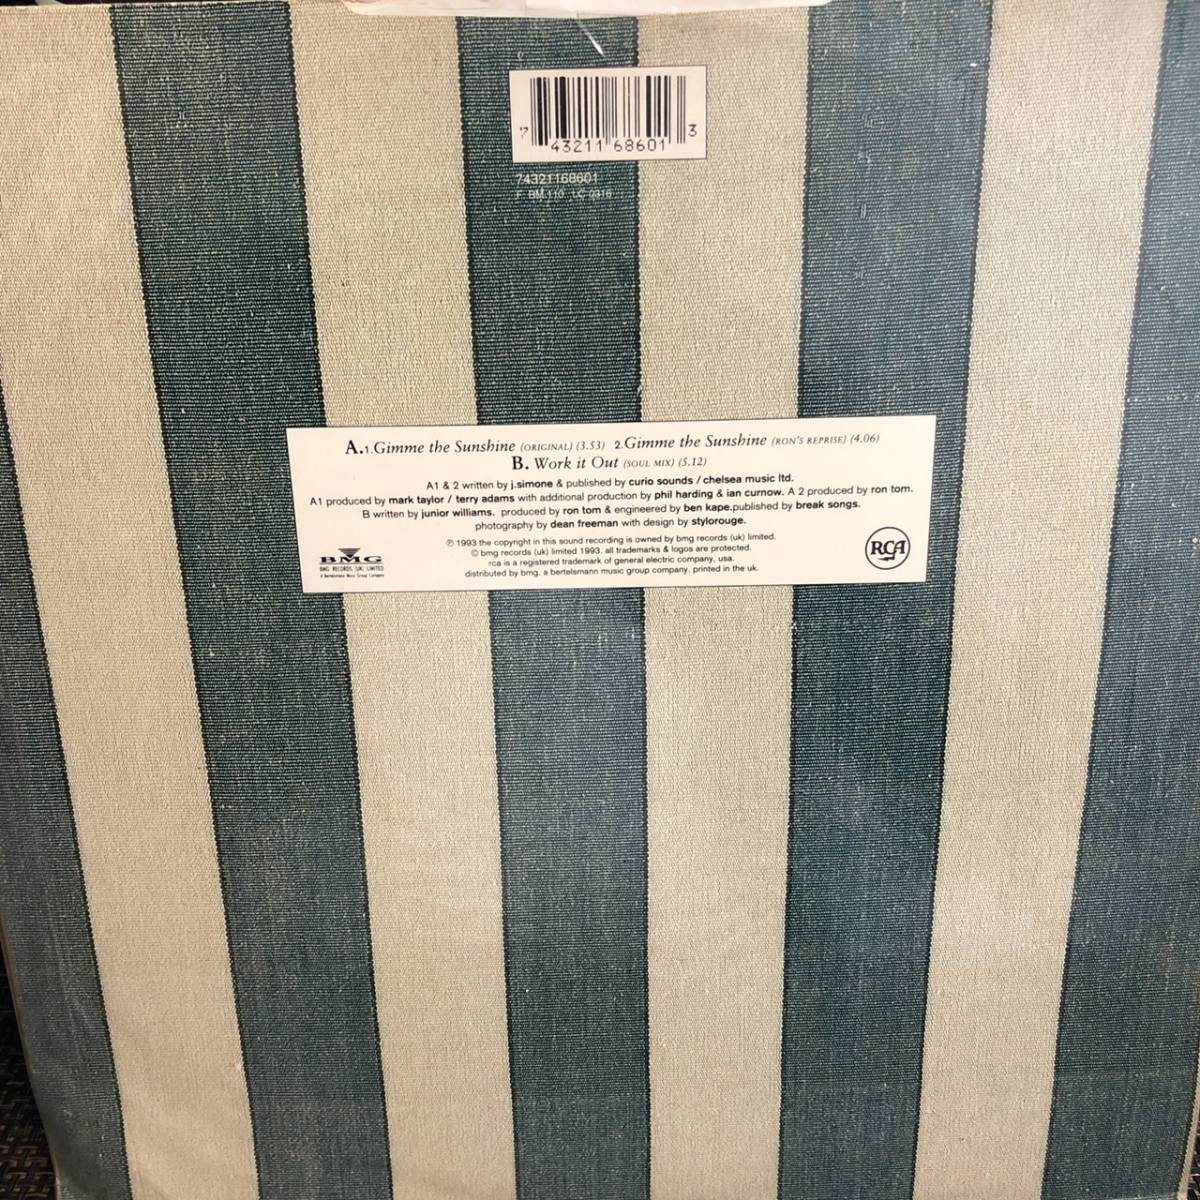 7 43211 68601 3
74321168601
A.1.Gimme the Sunshine (ORIGINAL) (3.53) 2.Gimme the Sunshine (RON'S REPRISE) (4.06)
B. Work it Out (SOUL MIX) (5.12)
A1 & 2 written by j.simone & published by curio sounds / chelsea music ltd.
A1 produced by mark taylor / terry adams with additional production by phil harding & ian curnow. A 2 produced by ron tom.
B written by junior williams. produced by ron tom & engineered by ben kape.published by break songs.
photography by dean freeman with design by stylorouge.
℗ 1993 the copyright in this sound recording is owned by bmg records (uk) limited.
© bmg records (uk) limited 1993. all trademarks & logos are protected.
rca is a registered trademark of general electric company, usa.
distributed by bmg. a bertelsmann music group company. printed in the uk.
BMG
BMG RECORDS (UK) LIMITED
A Bertelsmann Music Group Company
RCA